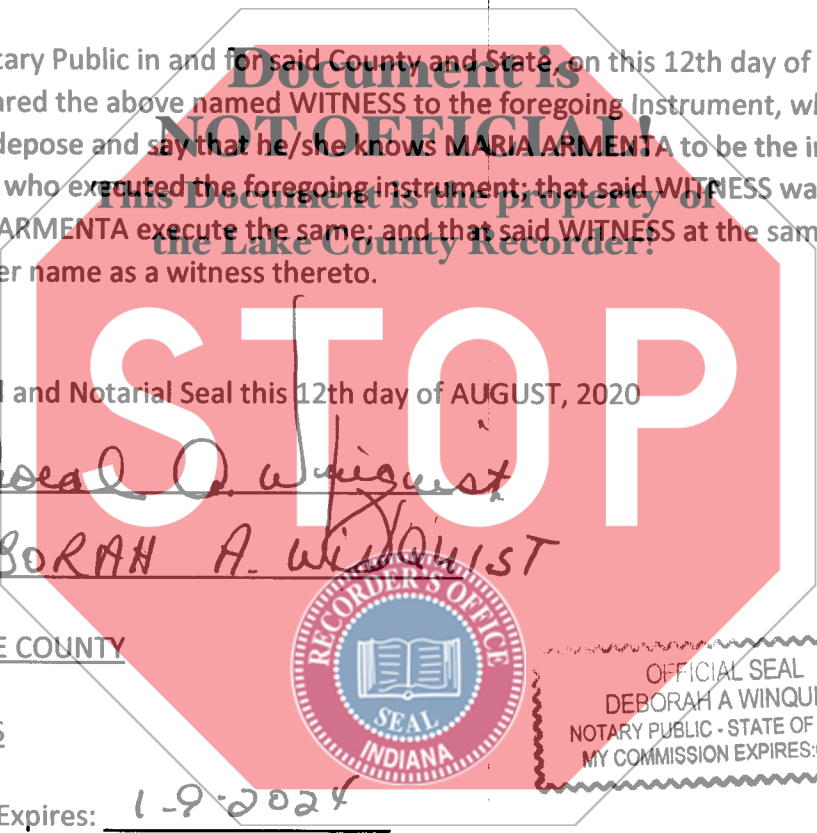 tary Public in and for said County and State, on this 12th day of
ared the above named WITNESS to the foregoing Instrument, wh
depose and say that he/she knows MARIA ARMENTA to be the in
who executed the foregoing instrument; that said WITNESS wa
ARMENTA execute the same; and that said WITNESS at the sam
er name as a witness thereto.
Document is
NOT OFFICIAL!
This Document is the property of
the Lake County Recorder!
STOP
l and Notarial Seal this 12th day of AUGUST, 2020
borah A. Winquist
BORAH A. WINQUIST
E COUNTY
S
Expires: 1-9-2024
RECORDER'S OFFICE
SEAL
INDIANA
OFFICIAL SEAL
DEBORAH A WINQUI
NOTARY PUBLIC - STATE OF
MY COMMISSION EXPIRES: